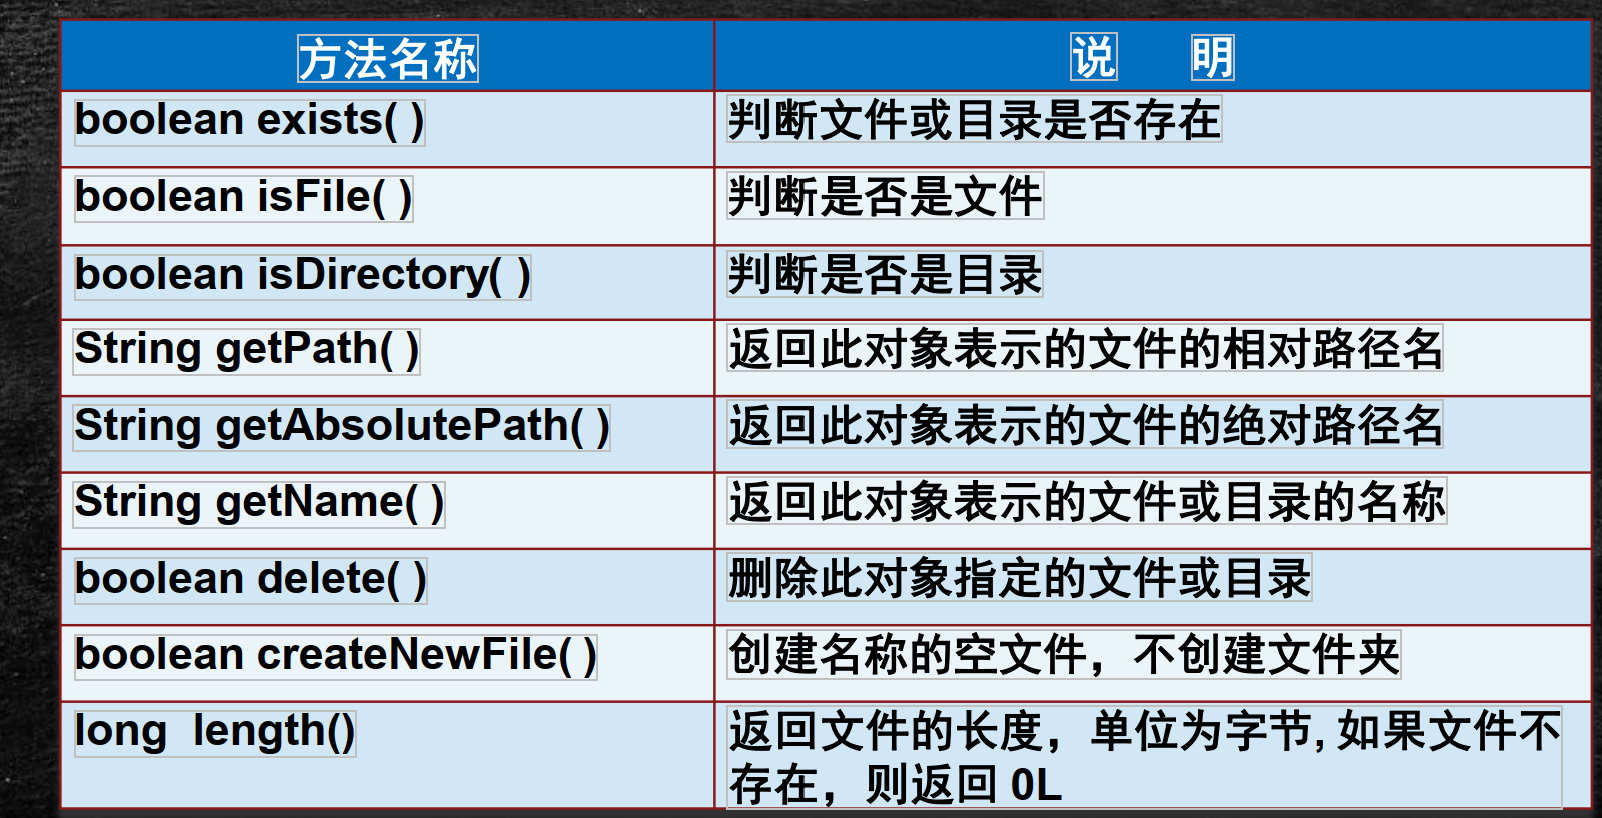 方法名称
说 明
boolean exists( )
判断文件或目录是否存在
boolean isFile( )
判断是否是文件
boolean isDirectory( )
判断是否是目录
String getPath( )
返回此对象表示的文件的相对路径名
String getAbsolutePath( )
返回此对象表示的文件的绝对路径名
String getName( )
返回此对象表示的文件或目录的名称
boolean delete( )
删除此对象指定的文件或目录
boolean createNewFile( )
创建名称的空文件，不创建文件夹
long length()
返回文件的长度，单位为字节, 如果文件不
存在，则返回 0L